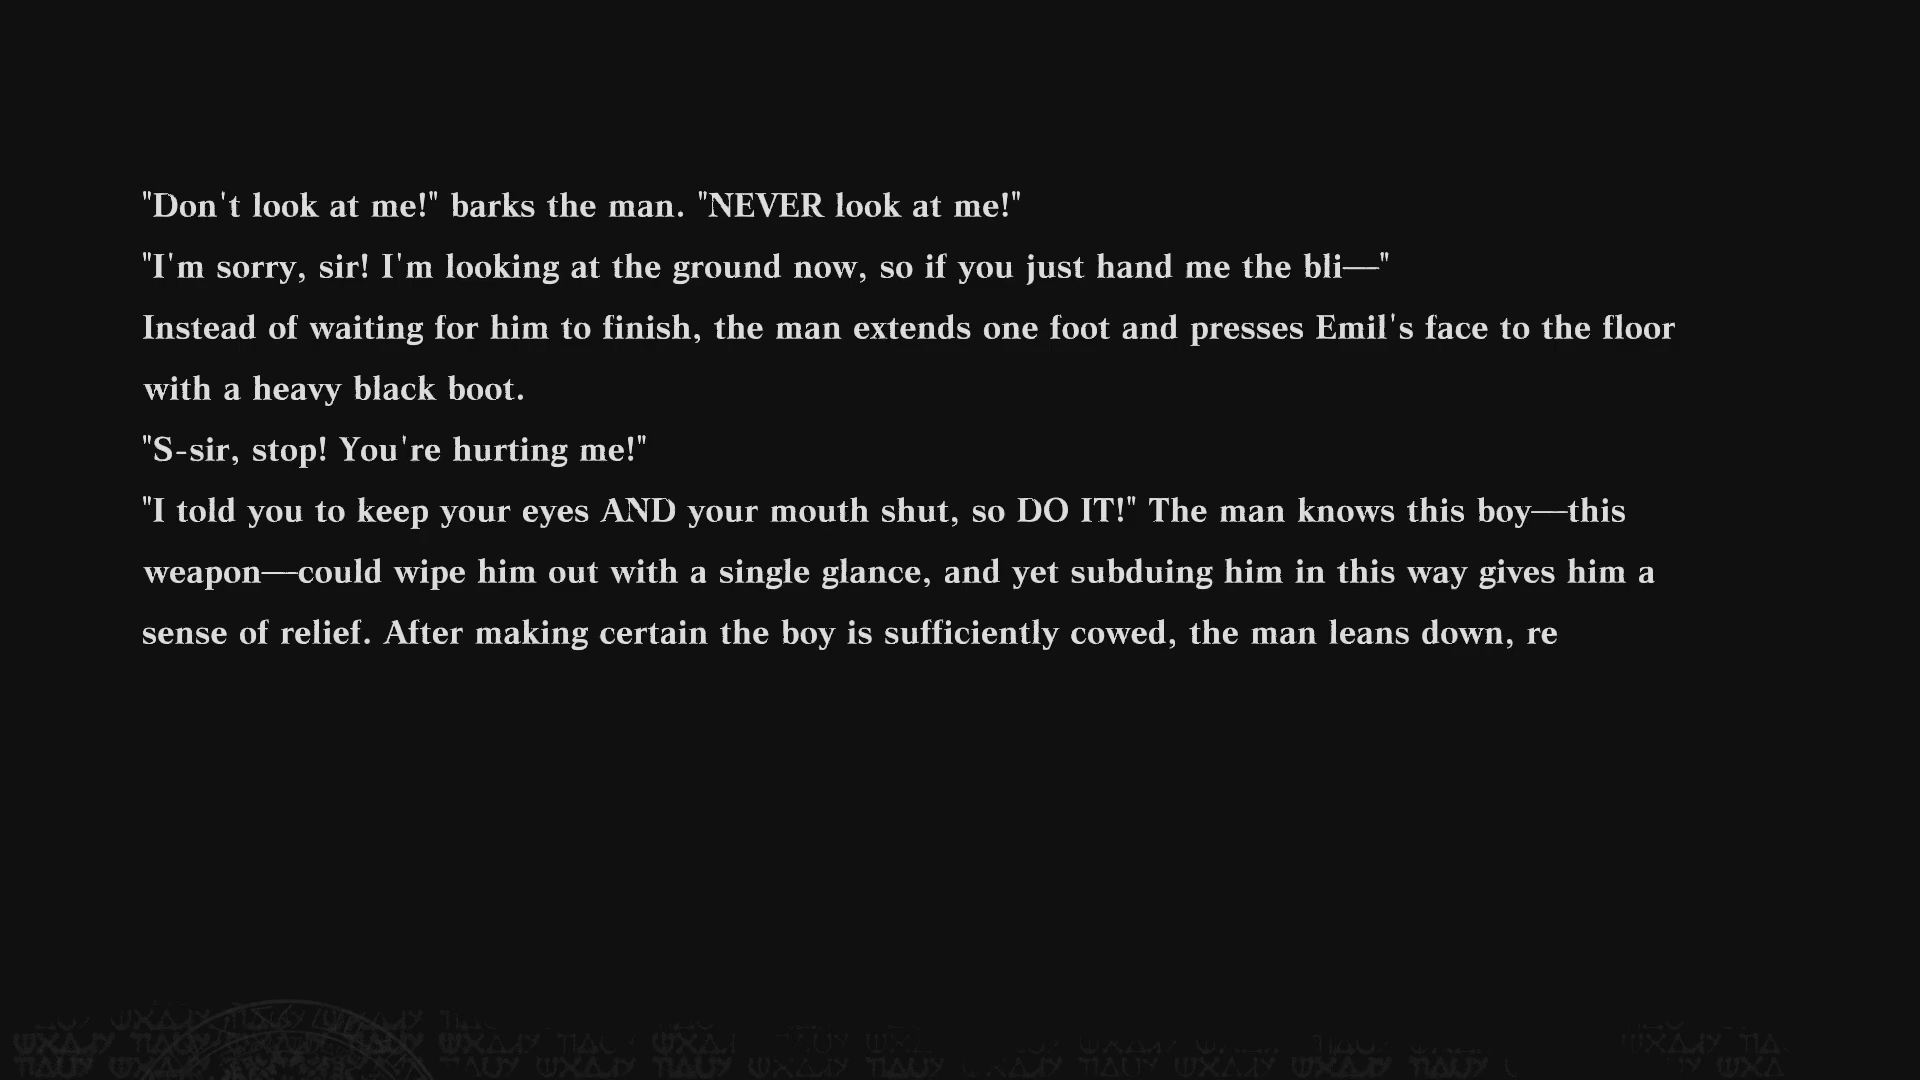 "Don't look at me!" barks the man. "NEVER look at me!"
"I'm sorry, sir! I'm looking at the ground now, so if you just hand me the bli—"
Instead of waiting for him to finish, the man extends one foot and presses Emil's face to the floor
with a heavy black boot.
"S-sir, stop! You're hurting me!"
"I told you to keep your eyes AND your mouth shut, so DO IT!" The man knows this boy—this
weapon—could wipe him out with a single glance, and yet subduing him in this way gives him a
sense of relief. After making certain the boy is sufficiently cowed, the man leans down, re